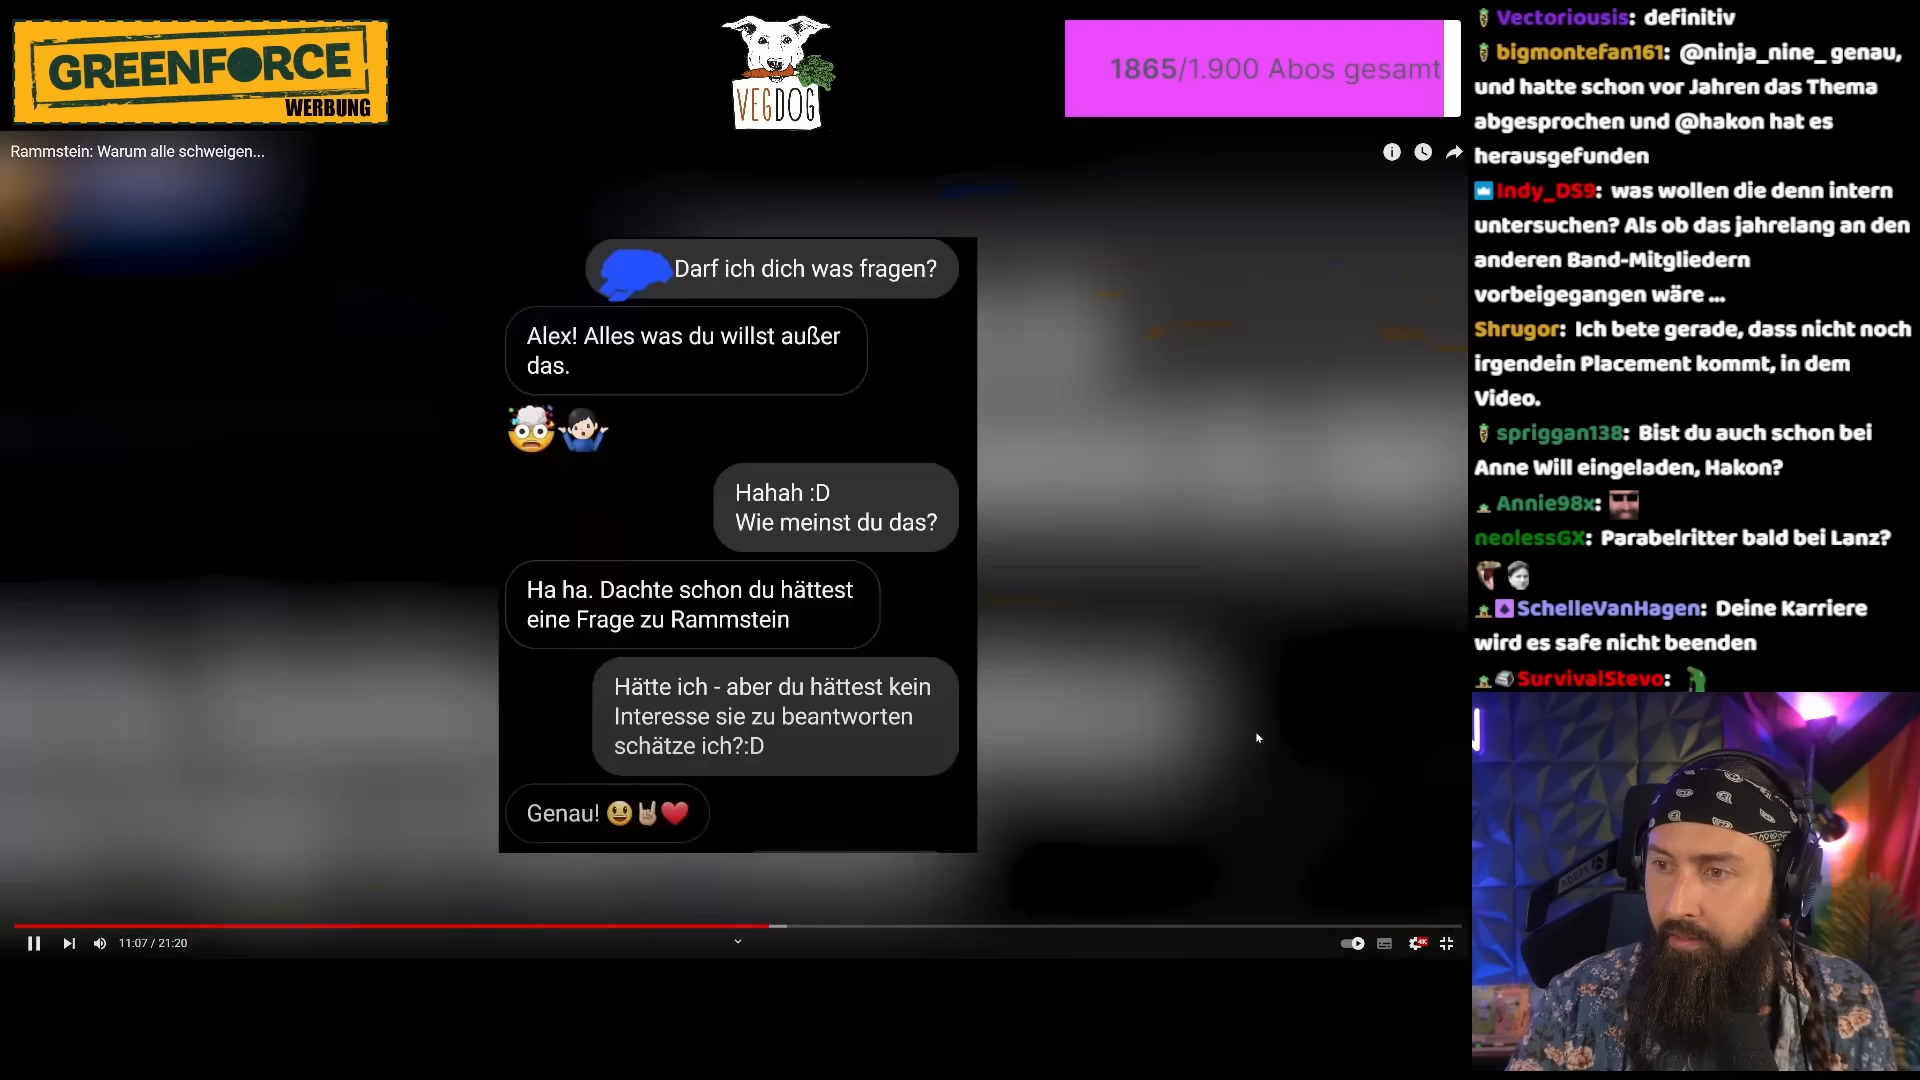 GREENFORCE
WERBUNG
VEGDOG
1865/1.900 Abos gesamt
Rammstein: Warum alle schweigen...
Darf ich dich was fragen?
Alex! Alles was du willst außer
das.
Hahah :D
Wie meinst du das?
Ha ha. Dachte schon du hättest
eine Frage zu Rammstein
Hätte ich - aber du hättest kein
Interesse sie zu beantworten
schätze ich?:D
Genau! 😃🤘🏼❤️
11:07 / 21:20
4K
Vectoriousis: definitiv
bigmontefan161: @ninja_nine_ genau,
und hatte schon vor Jahren das Thema
abgesprochen und @hakon hat es
herausgefunden
Indy_DS9: was wollen die denn intern
untersuchen? Als ob das jahrelang an den
anderen Band-Mitgliedern
vorbeigegangen wäre ...
Shrugor: Ich bete gerade, dass nicht noch
irgendein Placement kommt, in dem
Video.
spriggan138: Bist du auch schon bei
Anne Will eingeladen, Hakon?
Annie98x:
neolessGX: Parabelritter bald bei Lanz?
SchelleVanHagen: Deine Karriere
wird es safe nicht beenden
SurvivalStevo:
ADEPT